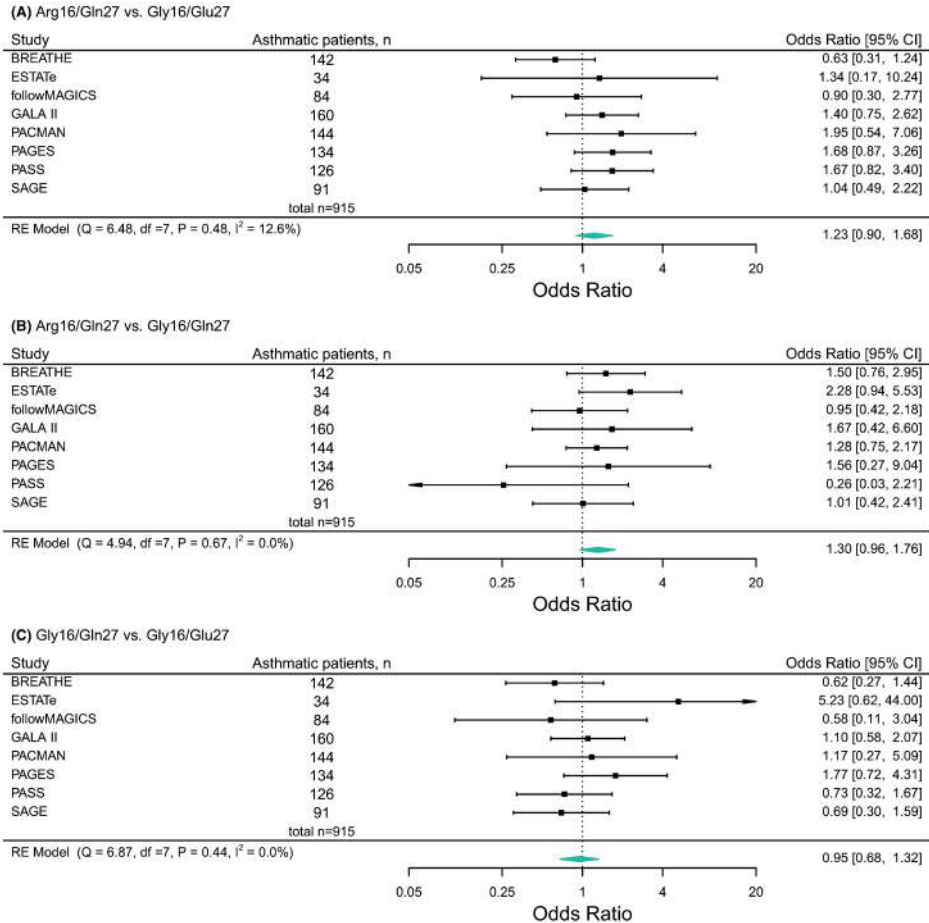 (A) Arg16/Gln27 vs. Gly16/Glu27
Study Asthmatic patients, n Odds Ratio [95% CI]
BREATHE 142 0.63 [0.31, 1.24]
ESTATe 34 1.34 [0.17, 10.24]
followMAGICS 84 0.90 [0.30, 2.77]
GALA II 160 1.40 [0.75, 2.62]
PACMAN 144 1.95 [0.54, 7.06]
PAGES 134 1.68 [0.87, 3.26]
PASS 126 1.67 [0.82, 3.40]
SAGE 91 1.04 [0.49, 2.22]
total n=915
RE Model (Q = 6.48, df =7, P = 0.48, I² = 12.6%) 1.23 [0.90, 1.68]
0.05 0.25 1 4 20
Odds Ratio
(B) Arg16/Gln27 vs. Gly16/Gln27
Study Asthmatic patients, n Odds Ratio [95% CI]
BREATHE 142 1.50 [0.76, 2.95]
ESTATe 34 2.28 [0.94, 5.53]
followMAGICS 84 0.95 [0.42, 2.18]
GALA II 160 1.67 [0.42, 6.60]
PACMAN 144 1.28 [0.75, 2.17]
PAGES 134 1.56 [0.27, 9.04]
PASS 126 0.26 [0.03, 2.21]
SAGE 91 1.01 [0.42, 2.41]
total n=915
RE Model (Q = 4.94, df =7, P = 0.67, I² = 0.0%) 1.30 [0.96, 1.76]
0.05 0.25 1 4 20
Odds Ratio
(C) Gly16/Gln27 vs. Gly16/Glu27
Study Asthmatic patients, n Odds Ratio [95% CI]
BREATHE 142 0.62 [0.27, 1.44]
ESTATe 34 5.23 [0.62, 44.00]
followMAGICS 84 0.58 [0.11, 3.04]
GALA II 160 1.10 [0.58, 2.07]
PACMAN 144 1.17 [0.27, 5.09]
PAGES 134 1.77 [0.72, 4.31]
PASS 126 0.73 [0.32, 1.67]
SAGE 91 0.69 [0.30, 1.59]
total n=915
RE Model (Q = 6.87, df =7, P = 0.44, I² = 0.0%) 0.95 [0.68, 1.32]
0.05 0.25 1 4 20
Odds Ratio